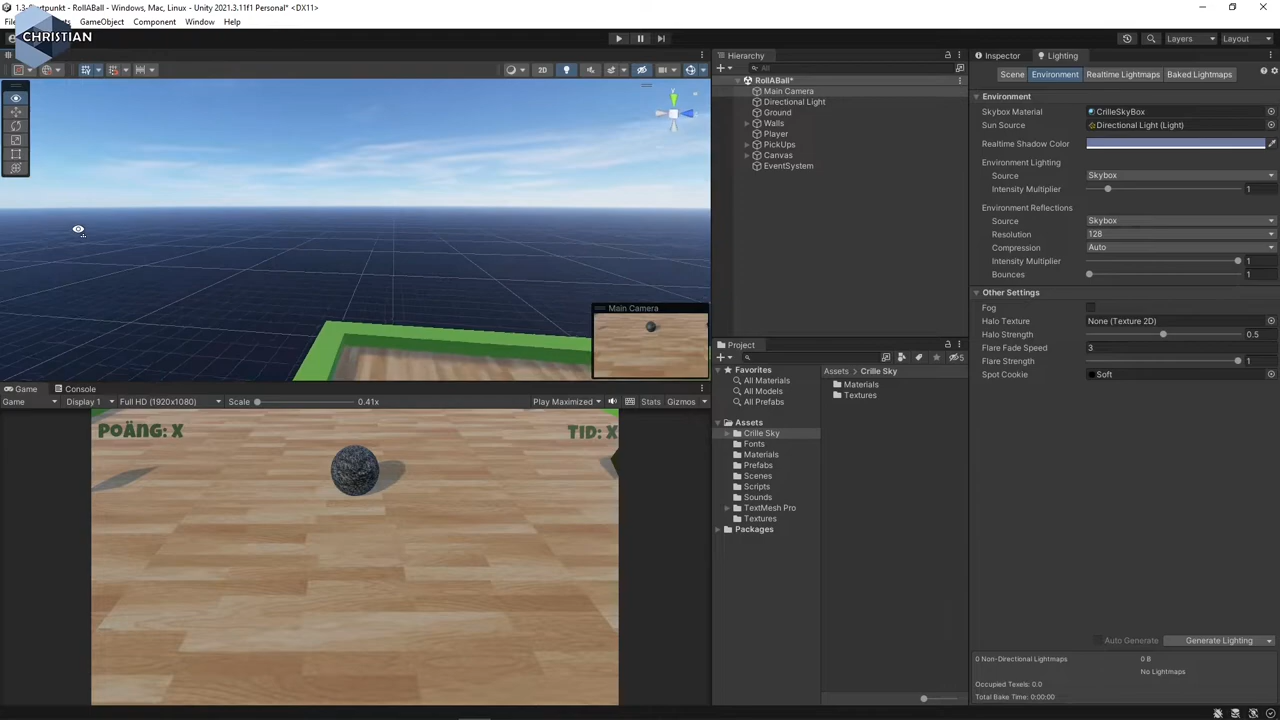 1.3-Startpunkt - RollABall - Windows, Mac, Linux - Unity 2021.3.11f1 Personal* <DX11>
GameObject Component Window Help
CHRISTIAN
Layers Layout
2D
y
Main Camera
Hierarchy
All
RollABall*
Main Camera
Directional Light
Ground
Walls
Player
PickUps
Canvas
EventSystem
Project
5
Favorites
All Materials
All Models
All Prefabs
Assets
Crille Sky
Fonts
Materials
Prefabs
Scenes
Scripts
Sounds
TextMesh Pro
Textures
Packages
Assets > Crille Sky
Materials
Textures
Game Console
Game Display 1 Full HD (1920x1080) Scale 0.41x Play Maximized Stats Gizmos
POÄNG: X TID: X
Inspector Lighting
Scene Environment Realtime Lightmaps Baked Lightmaps
Environment
Skybox Material CrilleSkyBox
Sun Source Directional Light (Light)
Realtime Shadow Color
Environment Lighting
Source Skybox
Intensity Multiplier 1
Environment Reflections
Source Skybox
Resolution 128
Compression Auto
Intensity Multiplier 1
Bounces 1
Other Settings
Fog
Halo Texture None (Texture 2D)
Halo Strength 0.5
Flare Fade Speed 3
Flare Strength 1
Spot Cookie Soft
Auto Generate Generate Lighting
0 Non-Directional Lightmaps 0 B
No Lightmaps
Occupied Texels: 0.0
Total Bake Time: 0:00:00